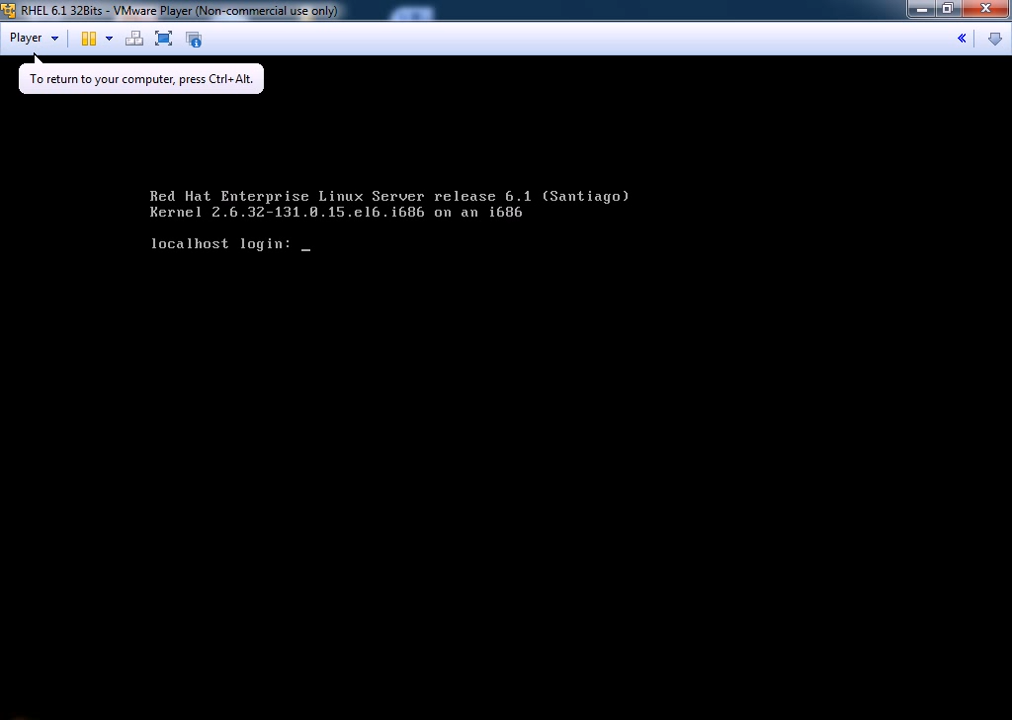 RHEL 6.1 32Bits - VMware Player (Non-commercial use only)
Player
To return to your computer, press Ctrl+Alt.
Red Hat Enterprise Linux Server release 6.1 (Santiago)
Kernel 2.6.32-131.0.15.el6.i686 on an i686
localhost login: _